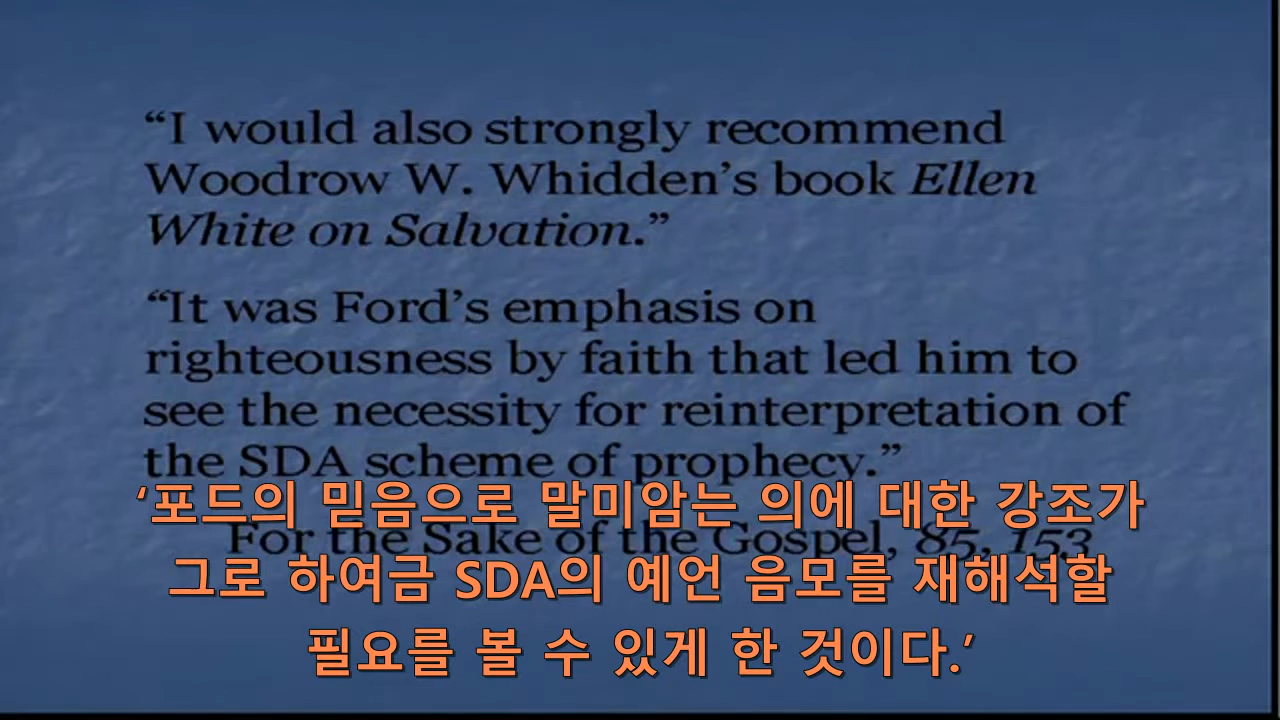 “I would also strongly recommend
Woodrow W. Whidden’s book Ellen
White on Salvation.”
“It was Ford’s emphasis on
righteousness by faith that led him to
see the necessity for reinterpretation of
the SDA scheme of prophecy.”
For the Sake of the Gospel, 85, 153
‘포드의 믿음으로 말미암는 의에 대한 강조가
그로 하여금 SDA의 예언 음모를 재해석할
필요를 볼 수 있게 한 것이다.’